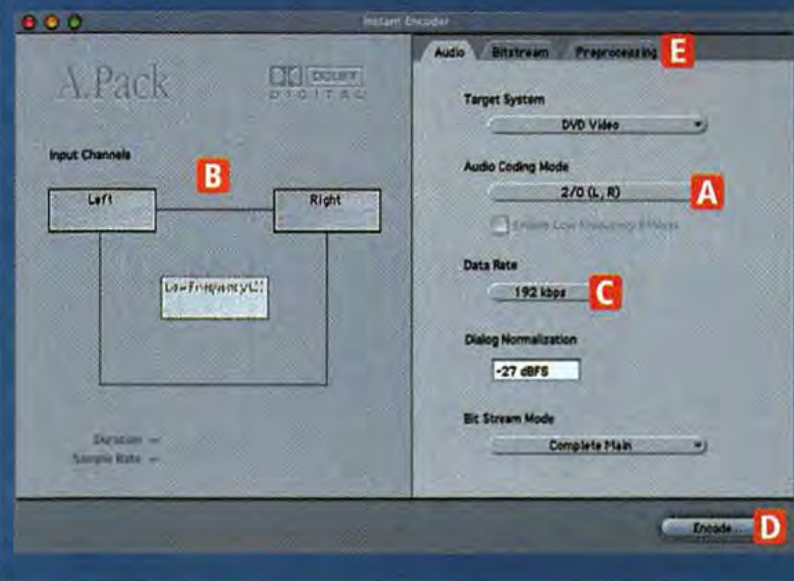 Instant Encoder
A.Pack
DOLBY
DIGITAL
Input Channels
B
Left
Right
Low Frequency
Duration --
Sample Rate --
Audio
Bitstream
Preprocessing
E
Target System
DVD Video
Audio Coding Mode
2/0 (L, R)
A
Enable Low Frequency Effects
Data Rate
192 kbps
C
Dialog Normalization
-27 dBFS
Bit Stream Mode
Complete Main
Encode...
D